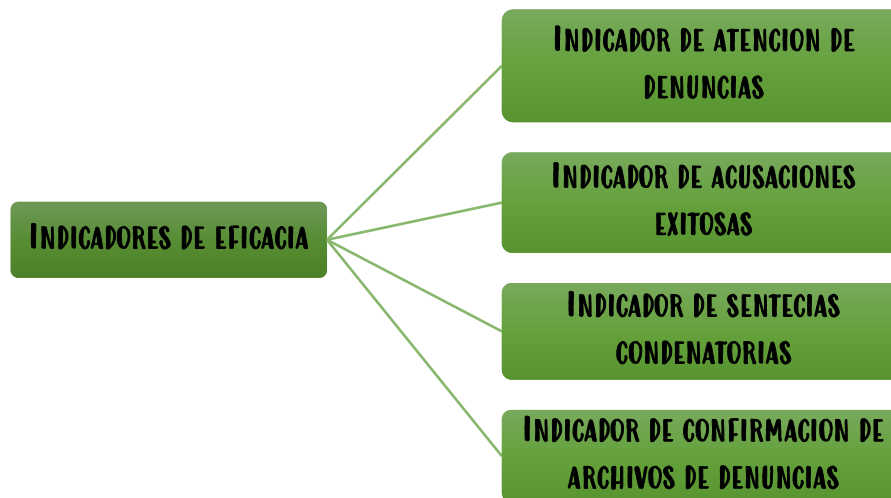 INDICADOR DE ATENCION DE
DENUNCIAS
INDICADOR DE ACUSACIONES
EXITOSAS
INDICADORES DE EFICACIA
INDICADOR DE SENTECIAS
CONDENATORIAS
INDICADOR DE CONFIRMACION DE
ARCHIVOS DE DENUNCIAS